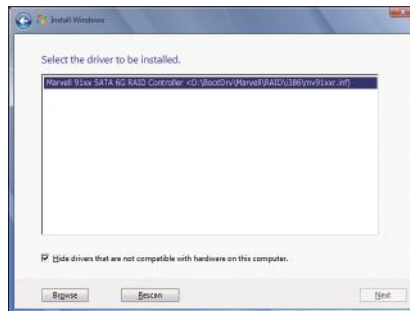 Install Windows
Select the driver to be installed.
Marvell 91xx SATA 6G RAID Controller <D:\BootDrv\Marvell\RAID\i386\mv91xxr.inf)
Hide drivers that are not compatible with hardware on this computer.
Browse
Rescan
Next